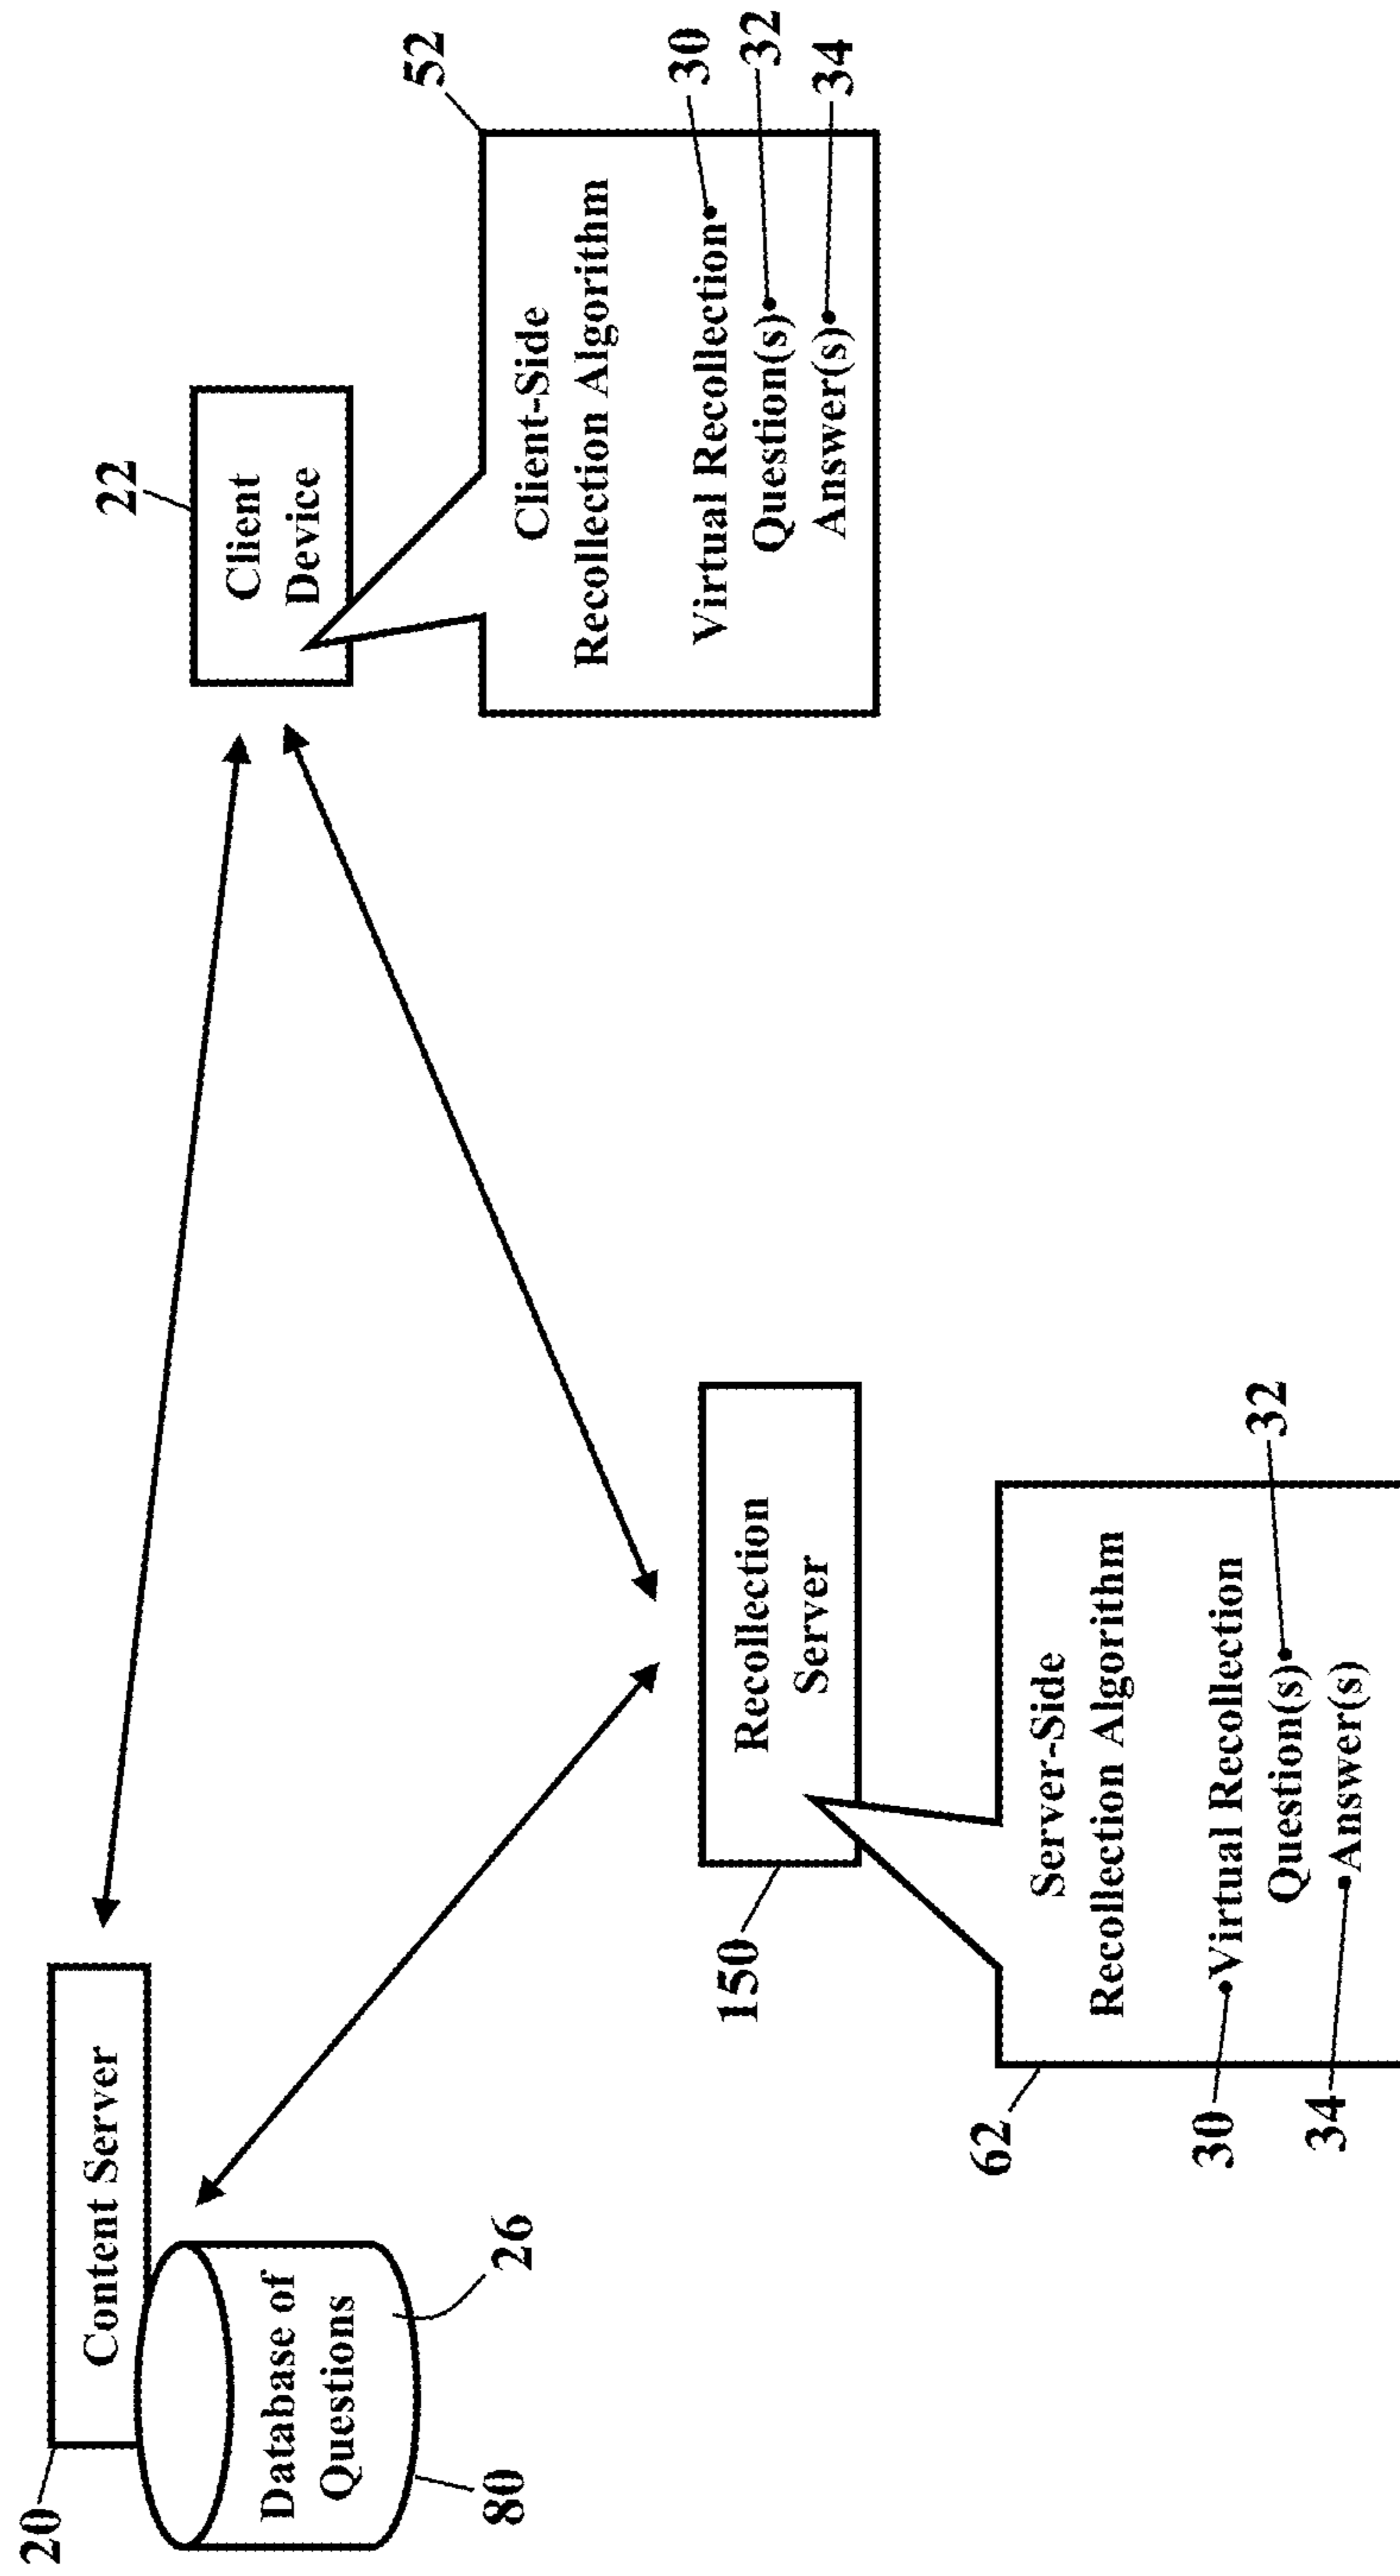 20
Content Server
Database of
Questions
26
80
22
Client
Device
52
Client-Side
Recollection Algorithm
Virtual Recollection
30
Question(s)
32
Answer(s)
34
150
Recollection
Server
62
Server-Side
Recollection Algorithm
30
Virtual Recollection
Question(s)
32
34
Answer(s)